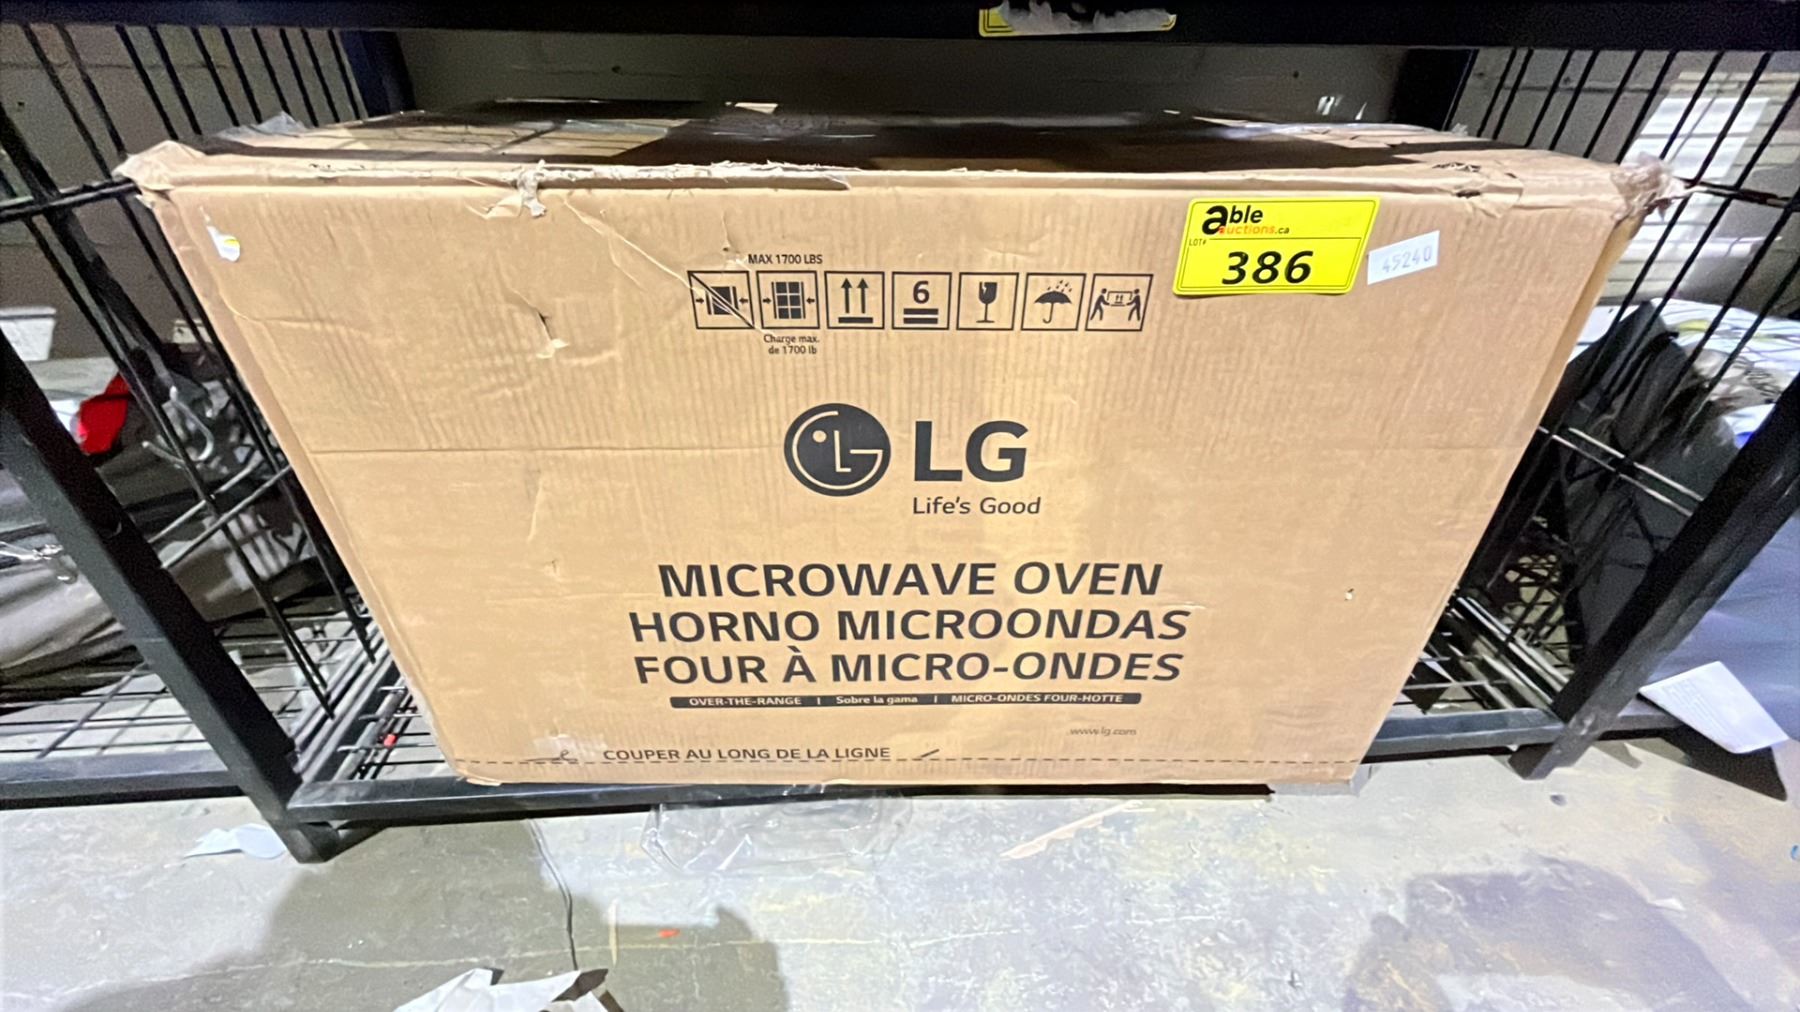 able
auctions.ca
LOT#
386
45240
MAX 1700 LBS
6
Charge max.
de 1700 lb
LG
Life's Good
MICROWAVE OVEN
HORNO MICROONDAS
FOUR À MICRO-ONDES
OVER-THE-RANGE | Sobre la gama | MICRO-ONDES FOUR-HOTTE
www.lg.com
COUPER AU LONG DE LA LIGNE